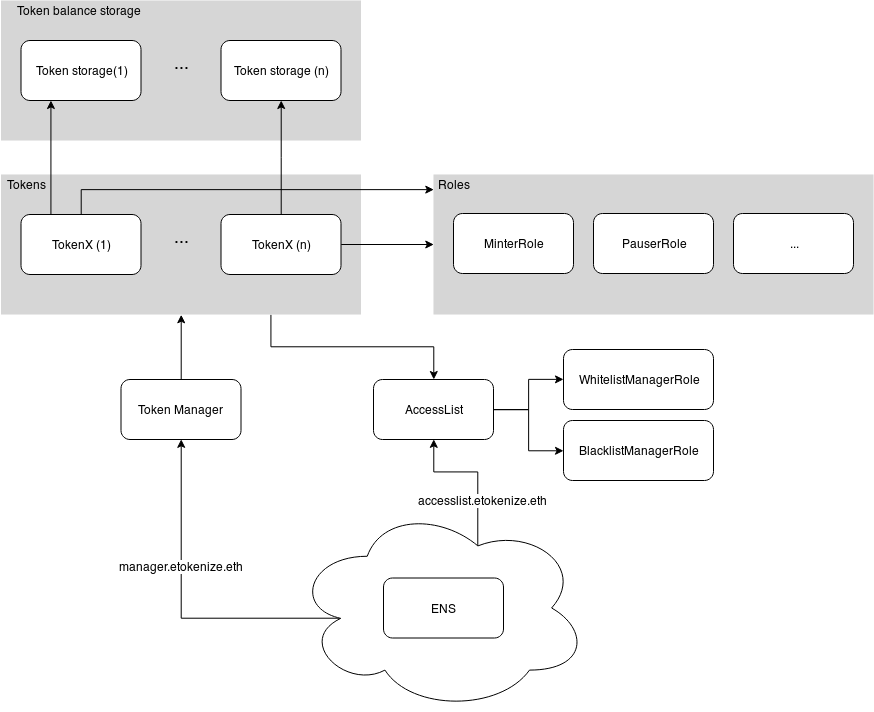 Token balance storage
Token storage(1)
...
Token storage (n)
Tokens
Roles
TokenX (1)
...
TokenX (n)
MinterRole
PauserRole
...
WhitelistManagerRole
Token Manager
AccessList
BlacklistManagerRole
accesslist.etokenize.eth
manager.etokenize.eth
ENS